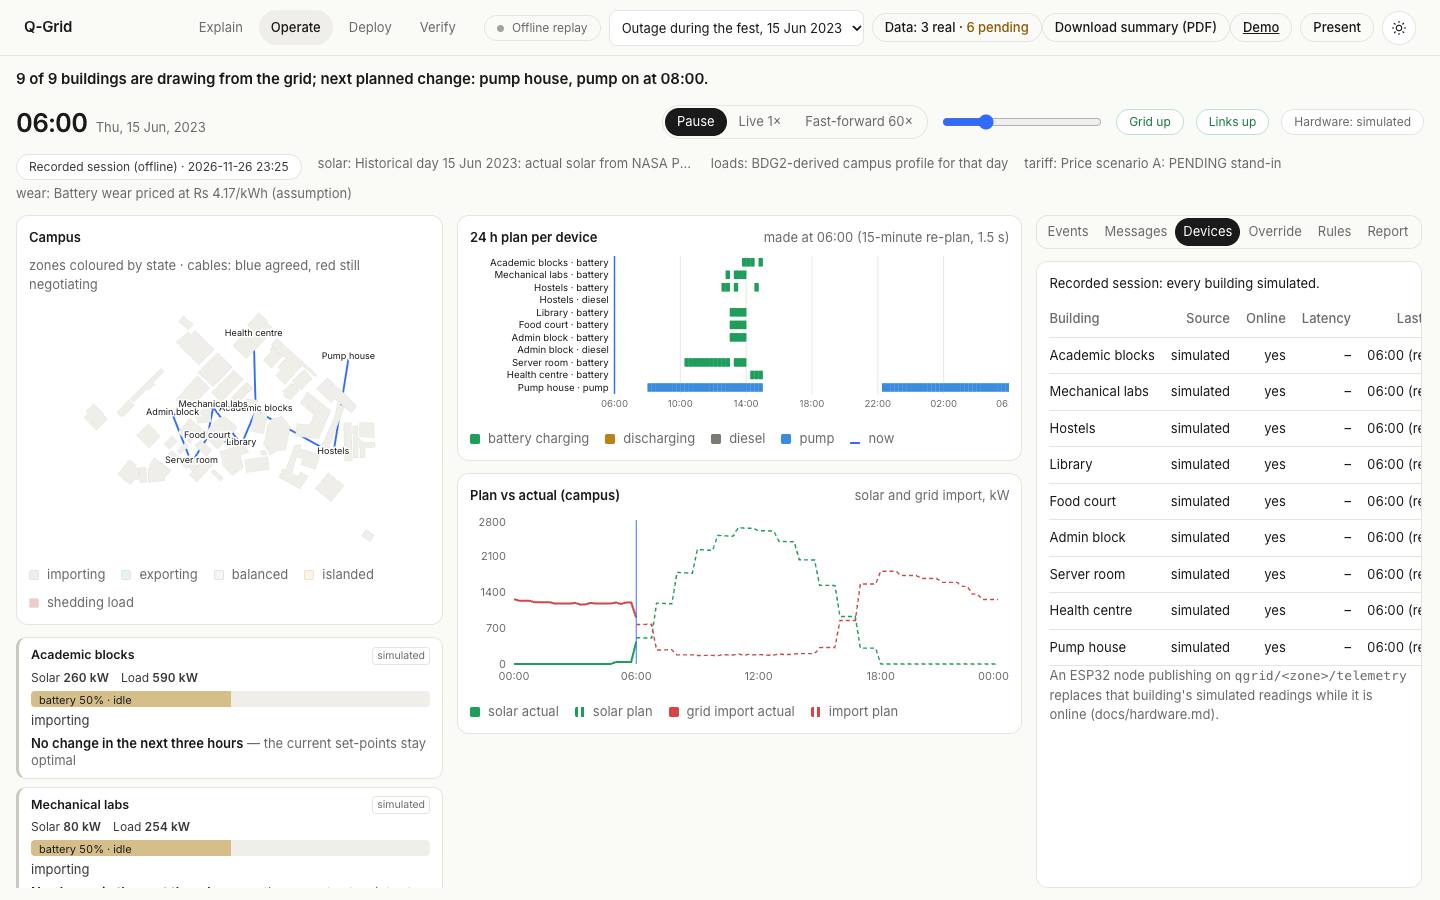 Q-Grid
Explain Operate Deploy Verify
Offline replay
Outage during the fest, 15 Jun 2023
Data: 3 real · 6 pending
Download summary (PDF)
Demo
Present
9 of 9 buildings are drawing from the grid; next planned change: pump house, pump on at 08:00.
06:00 Thu, 15 Jun, 2023
Pause Live 1× Fast-forward 60×
Grid up Links up Hardware: simulated
Recorded session (offline) · 2026-11-26 23:25 solar: Historical day 15 Jun 2023: actual solar from NASA P... loads: BDG2-derived campus profile for that day tariff: Price scenario A: PENDING stand-in
wear: Battery wear priced at Rs 4.17/kWh (assumption)
Campus
zones coloured by state · cables: blue agreed, red still
negotiating
Health centre
Pump house
Mechanical labs
Academic blocks
Admin block
Food court
Library
Hostels
Server room
importing exporting balanced islanded
shedding load
Academic blocks simulated
Solar 260 kW Load 590 kW
battery 50% · idle
importing
No change in the next three hours — the current set-points stay
optimal
Mechanical labs simulated
Solar 80 kW Load 254 kW
battery 50% · idle
importing
24 h plan per device made at 06:00 (15-minute re-plan, 1.5 s)
Academic blocks · battery
Mechanical labs · battery
Hostels · battery
Hostels · diesel
Library · battery
Food court · battery
Admin block · battery
Admin block · diesel
Server room · battery
Health centre · battery
Pump house · pump
06:00 10:00 14:00 18:00 22:00 02:00 06
battery charging discharging diesel pump now
Plan vs actual (campus) solar and grid import, kW
2800
2100
1400
700
0
00:00 06:00 12:00 18:00 00:00
solar actual solar plan grid import actual import plan
Events Messages Devices Override Rules Report
Recorded session: every building simulated.
Building Source Online Latency Last
Academic blocks simulated yes – 06:00 (re
Mechanical labs simulated yes – 06:00 (re
Hostels simulated yes – 06:00 (re
Library simulated yes – 06:00 (re
Food court simulated yes – 06:00 (re
Admin block simulated yes – 06:00 (re
Server room simulated yes – 06:00 (re
Health centre simulated yes – 06:00 (re
Pump house simulated yes – 06:00 (re
An ESP32 node publishing on qgrid/<zone>/telemetry
replaces that building's simulated readings while it is
online (docs/hardware.md).